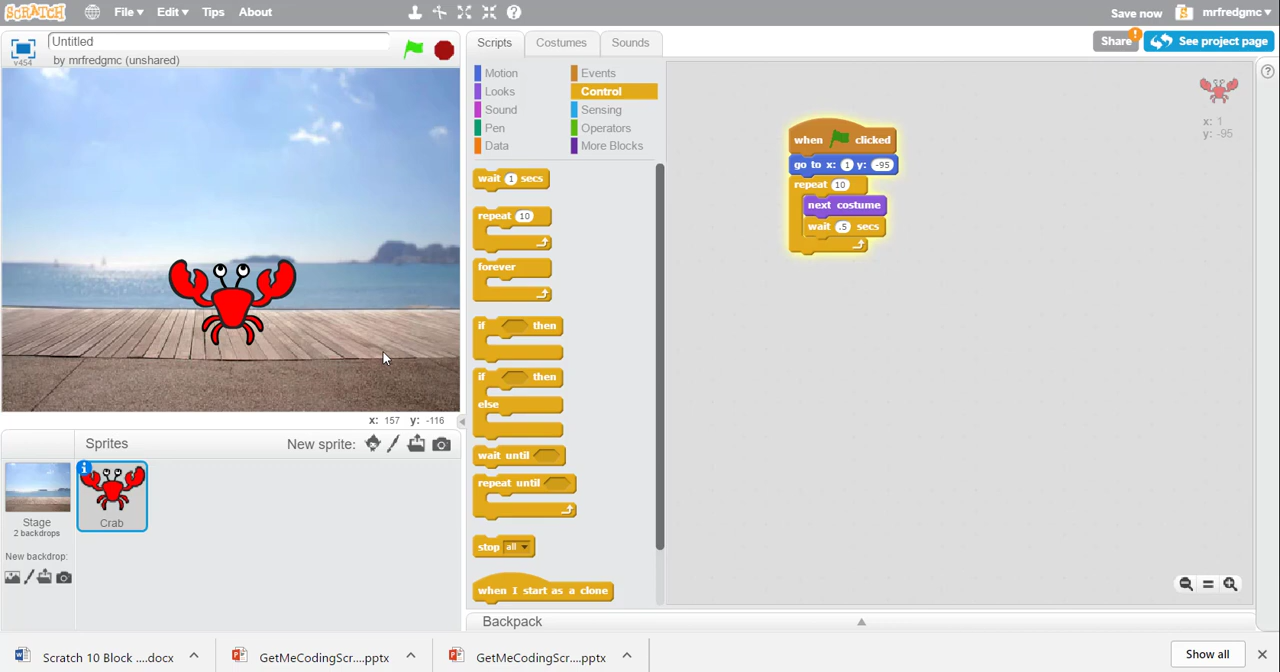 SCRATCH
File
Edit
Tips
About
Save now
mrfredgmc
v454
Untitled
by mrfredgmc (unshared)
Scripts
Costumes
Sounds
Share
!
See project page
Motion
Events
Looks
Control
Sound
Sensing
Pen
Operators
Data
More Blocks
wait 1 secs
repeat 10
forever
if then
if then
else
wait until
repeat until
stop all
when I start as a clone
when clicked
go to x: 1 y: -95
repeat 10
next costume
wait .5 secs
x: 1
y: -95
?
x: 157 y: -116
Sprites
New sprite:
Stage
2 backdrops
New backdrop:
i
Crab
Backpack
Scratch 10 Block ....docx
GetMeCodingScr....pptx
GetMeCodingScr....pptx
Show all